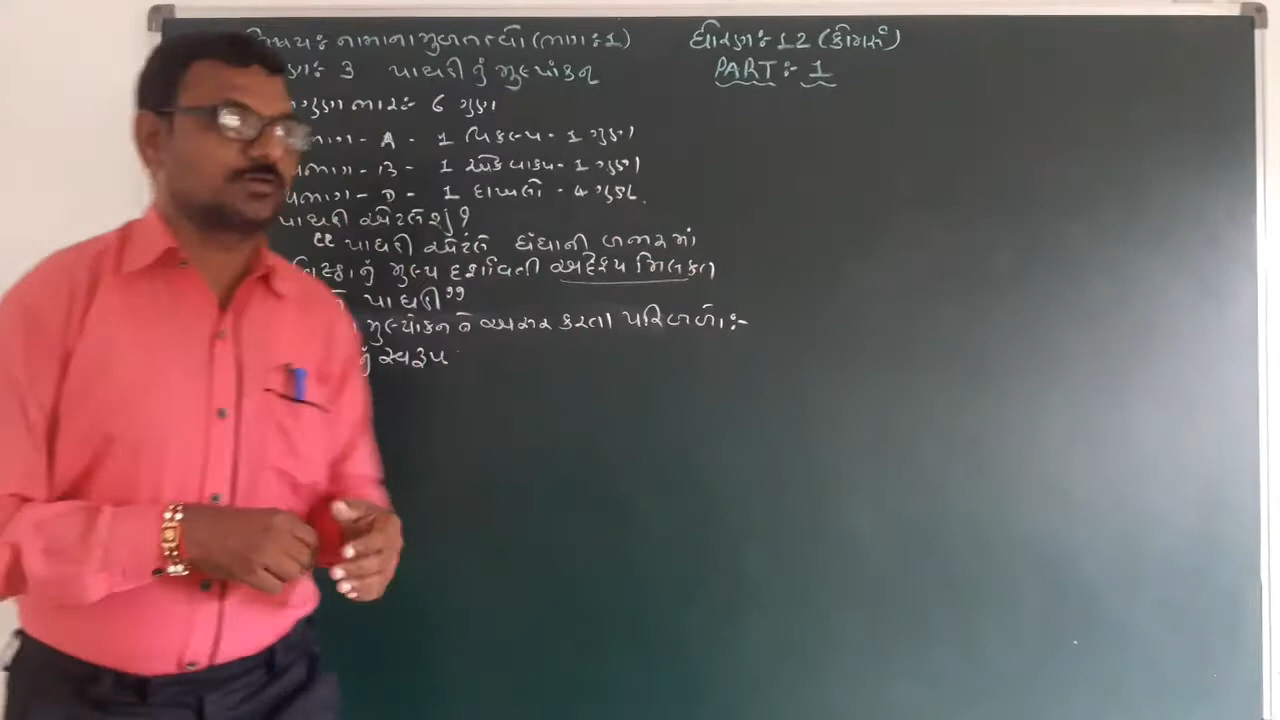 વિષય: નામાના મૂળતત્ત્વો (ભાગ: 1) ધોરણ: 12 (કોમર્સ)
3 પાઘડીનું મુલ્યાંકન PART:- 1
ગુણભાર:- 6 ગુણ
વિભાગ - A - 1 વિકલ્પ - 1 ગુણ
વિભાગ - B - 1 એક વાક્ય - 1 ગુણ
વિભાગ - D - 1 દાખલો - 4 ગુણ.
પાઘડી એટલે શું?
“ પાઘડી એટલે ધંધાની બજારમાં
મુલ્ય દર્શાવતી અદ્રશ્ય મિલકત
પાઘડી”
મુલ્યાંકનને અસર કરતા પરિબળો:-
નું સ્વરૂપ